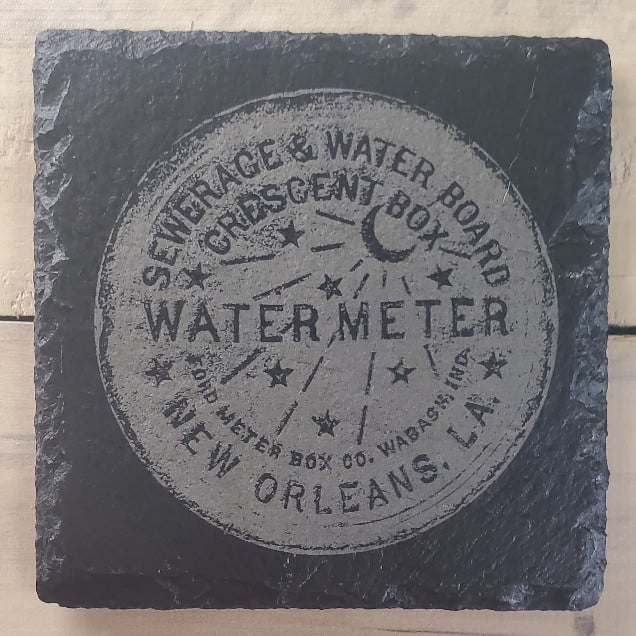 SEWERAGE & WATER BOARD
CRESCENT BOX
WATER METER
FORD METER BOX CO. WABASH, IND.
NEW ORLEANS, LA.